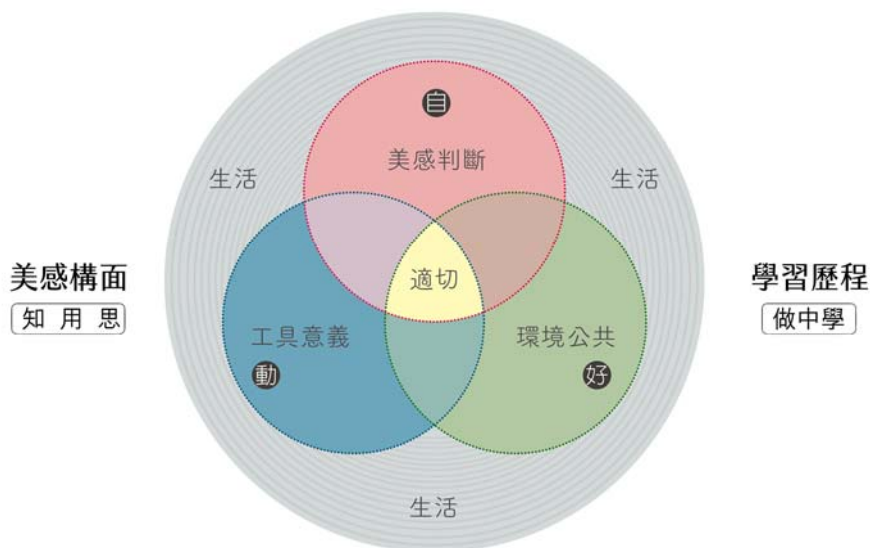 自
美感判斷
生活
生活
美感構面
知 用 思
適切
學習歷程
做中學
工具意義
動
環境公共
好
生活